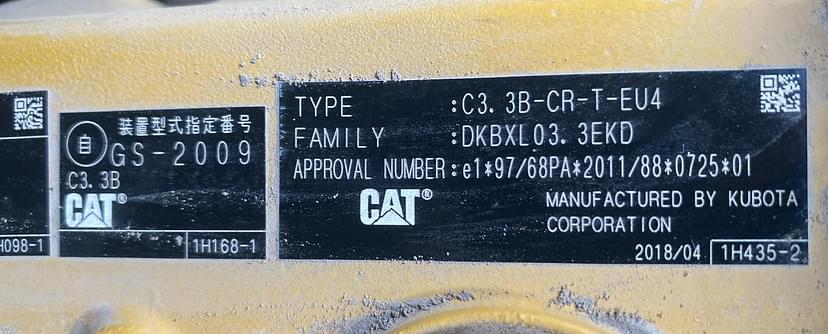 H098-1
自 装置型式指定番号
GS-2009
C3.3B
CAT®
1H168-1
TYPE :C3.3B-CR-T-EU4
FAMILY :DKBXL03.3EKD
APPROVAL NUMBER:e1*97/68PA*2011/88*0725*01
CAT® MANUFACTURED BY KUBOTA
CORPORATION
2018/04 1H435-2